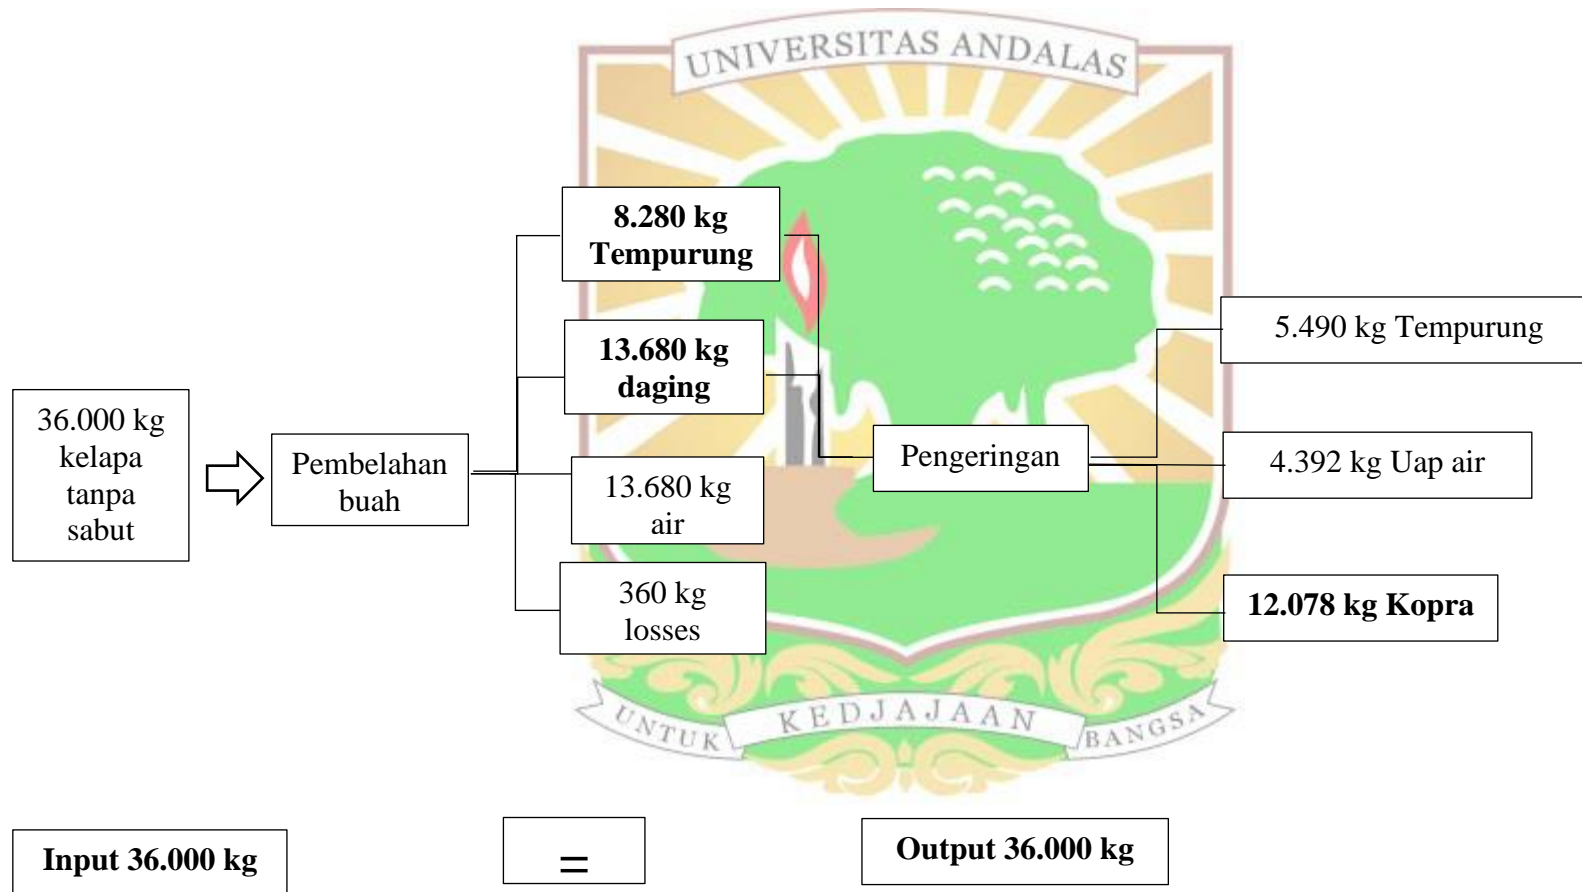 UNIVERSITAS ANDALAS
36.000 kg
kelapa
tanpa
sabut
Pembelahan
buah
8.280 kg
Tempurung
13.680 kg
daging
13.680 kg
air
360 kg
losses
Pengeringan
5.490 kg Tempurung
4.392 kg Uap air
12.078 kg Kopra
UNTUK KEDJAJAAN BANGSA
Input 36.000 kg
=
Output 36.000 kg